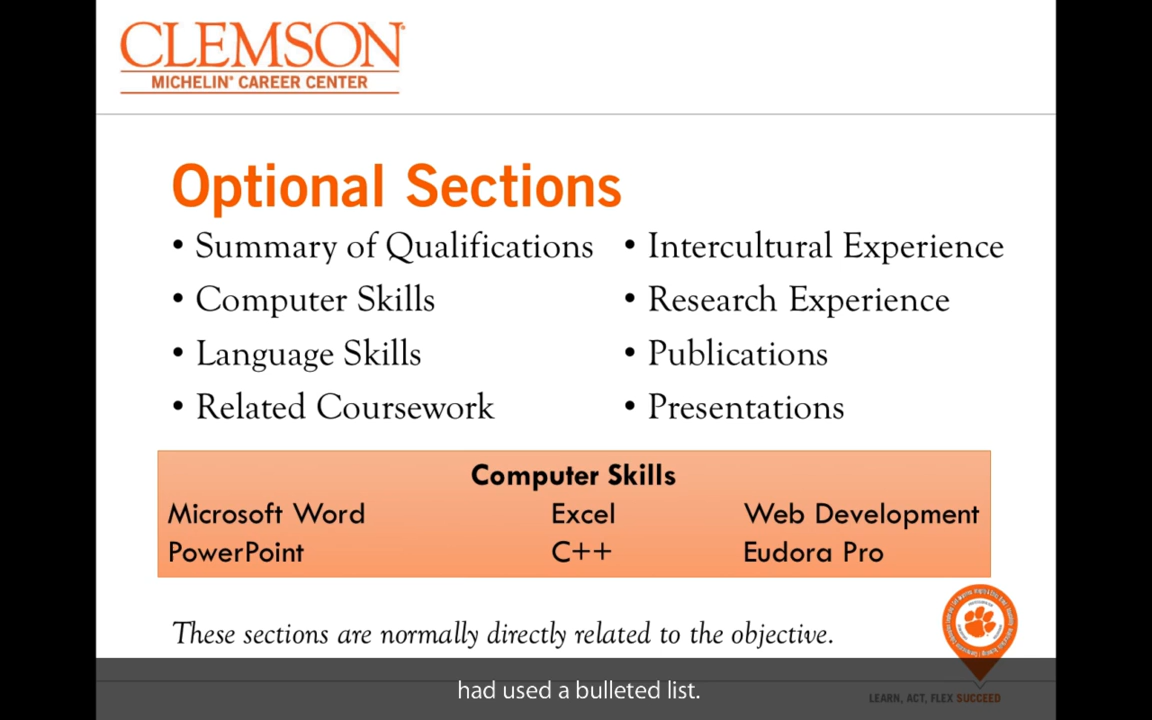 CLEMSON®
MICHELIN® CAREER CENTER
Optional Sections
• Summary of Qualifications
• Computer Skills
• Language Skills
• Related Coursework
• Intercultural Experience
• Research Experience
• Publications
• Presentations
Computer Skills
Microsoft Word Excel Web Development
PowerPoint C++ Eudora Pro
These sections are normally directly related to the objective.
had used a bulleted list.
LEARN, ACT, FLEX SUCCEED